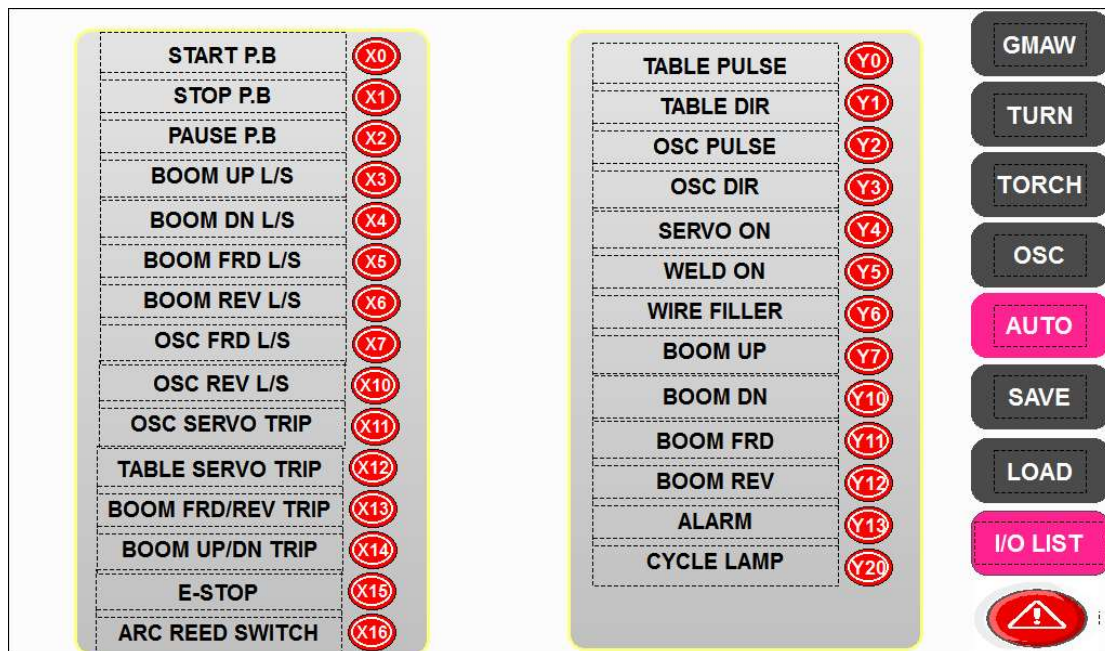 START P.B X0
STOP P.B X1
PAUSE P.B X2
BOOM UP L/S X3
BOOM DN L/S X4
BOOM FRD L/S X5
BOOM REV L/S X6
OSC FRD L/S X7
OSC REV L/S X10
OSC SERVO TRIP X11
TABLE SERVO TRIP X12
BOOM FRD/REV TRIP X13
BOOM UP/DN TRIP X14
E-STOP X15
ARC REED SWITCH X16
TABLE PULSE Y0
TABLE DIR Y1
OSC PULSE Y2
OSC DIR Y3
SERVO ON Y4
WELD ON Y5
WIRE FILLER Y6
BOOM UP Y7
BOOM DN Y10
BOOM FRD Y11
BOOM REV Y12
ALARM Y13
CYCLE LAMP Y20
GMAW
TURN
TORCH
OSC
AUTO
SAVE
LOAD
I/O LIST